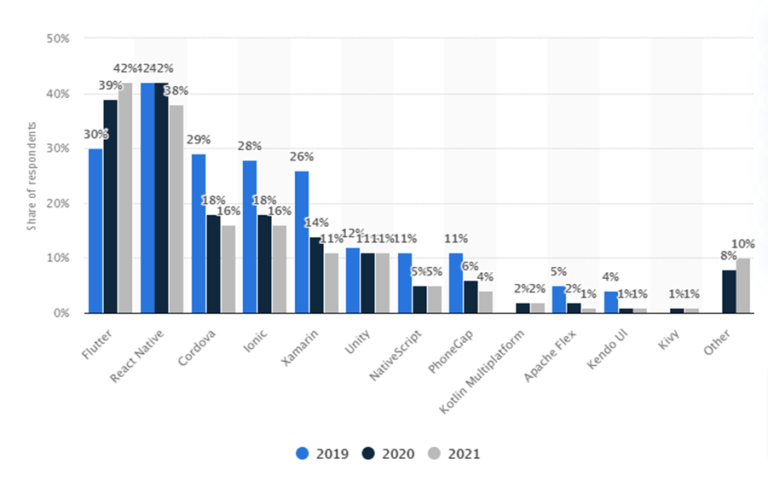 50%
40%
30%
20%
10%
0%
Share of respondents
30% 39% 42%
42% 42% 38%
29% 18% 16%
28% 18% 16%
26% 14% 11%
12% 11% 11%
11% 5% 5%
11% 6% 4%
2% 2%
5% 2% 1%
4% 1% 1%
1% 1%
8% 10%
Flutter
React Native
Cordova
Ionic
Xamarin
Unity
NativeScript
PhoneGap
Kotlin Multiplatform
Apache Flex
Kendo UI
Kivy
Other
2019 2020 2021